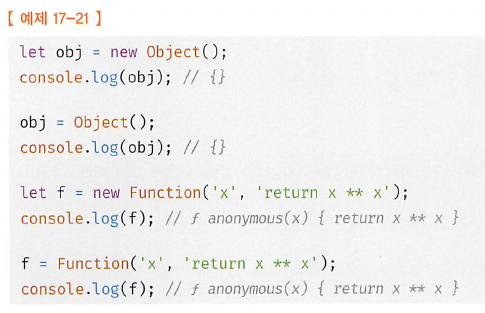 【 예제 17-21 】
let obj = new Object();
console.log(obj); // {}
obj = Object();
console.log(obj); // {}
let f = new Function('x', 'return x ** x');
console.log(f); // ƒ anonymous(x) { return x ** x }
f = Function('x', 'return x ** x');
console.log(f); // ƒ anonymous(x) { return x ** x }